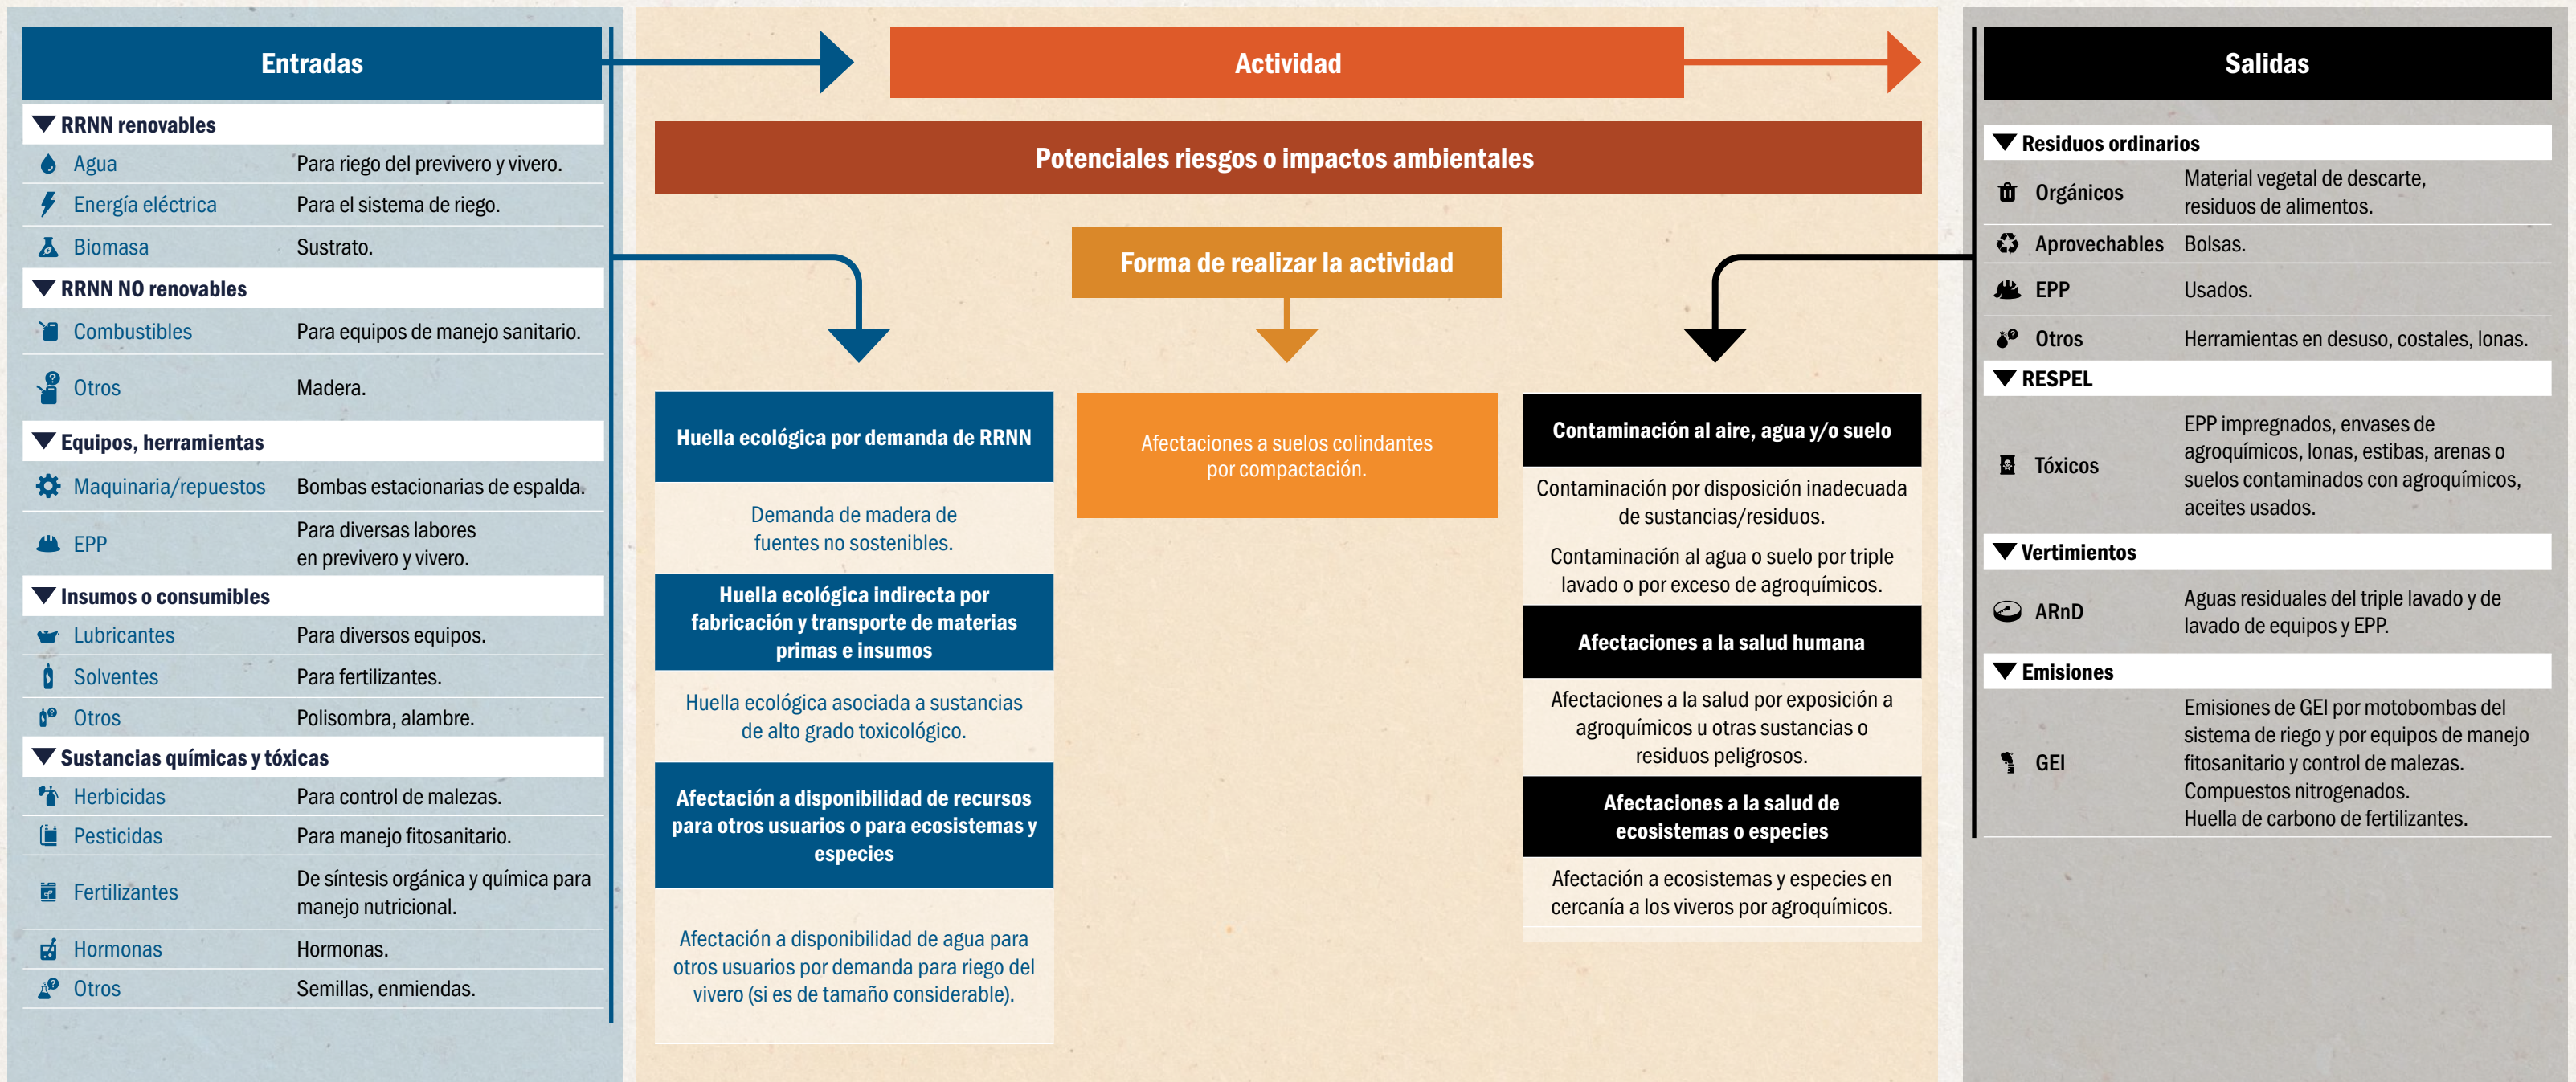 Entradas
RRNN renovables
Agua Para riego del previvero y vivero.
Energía eléctrica Para el sistema de riego.
Biomasa Sustrato.
RRNN NO renovables
Combustibles Para equipos de manejo sanitario.
Otros Madera.
Equipos, herramientas
Maquinaria/repuestos Bombas estacionarias de espalda.
EPP Para diversas labores
en previvero y vivero.
Insumos o consumibles
Lubricantes Para diversos equipos.
Solventes Para fertilizantes.
Otros Polisombra, alambre.
Sustancias químicas y tóxicas
Herbicidas Para control de malezas.
Pesticidas Para manejo fitosanitario.
Fertilizantes De síntesis orgánica y química para
manejo nutricional.
Hormonas Hormonas.
Otros Semillas, enmiendas.
Actividad
Potenciales riesgos o impactos ambientales
Forma de realizar la actividad
Huella ecológica por demanda de RRNN
Demanda de madera de
fuentes no sostenibles.
Huella ecológica indirecta por
fabricación y transporte de materias
primas e insumos
Huella ecológica asociada a sustancias
de alto grado toxicológico.
Afectación a disponibilidad de recursos
para otros usuarios o para ecosistemas y
especies
Afectación a disponibilidad de agua para
otros usuarios por demanda para riego del
vivero (si es de tamaño considerable).
Afectaciones a suelos colindantes
por compactación.
Contaminación al aire, agua y/o suelo
Contaminación por disposición inadecuada
de sustancias/residuos.
Contaminación al agua o suelo por triple
lavado o por exceso de agroquímicos.
Afectaciones a la salud humana
Afectaciones a la salud por exposición a
agroquímicos u otras sustancias o
residuos peligrosos.
Afectaciones a la salud de
ecosistemas o especies
Afectación a ecosistemas y especies en
cercanía a los viveros por agroquímicos.
Salidas
Residuos ordinarios
Orgánicos Material vegetal de descarte,
residuos de alimentos.
Aprovechables Bolsas.
EPP Usados.
Otros Herramientas en desuso, costales, lonas.
RESPEL
Tóxicos EPP impregnados, envases de
agroquímicos, lonas, estibas, arenas o
suelos contaminados con agroquímicos,
aceites usados.
Vertimientos
ARnD Aguas residuales del triple lavado y de
lavado de equipos y EPP.
Emisiones
GEI Emisiones de GEI por motobombas del
sistema de riego y por equipos de manejo
fitosanitario y control de malezas.
Compuestos nitrogenados.
Huella de carbono de fertilizantes.